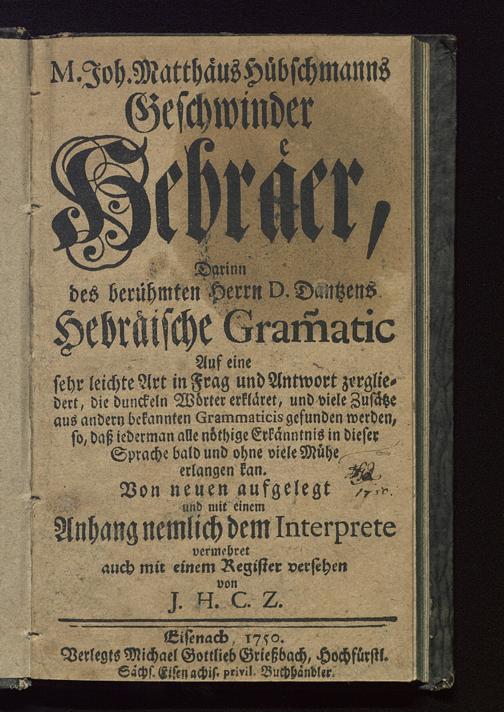 M. Joh. Matthäus Hübschmanns
Geschwinder
Hebräer,
Darinn
des berühmten Herrn D. Dantzens
Hebräische Gram̃atic
Auf eine
sehr leichte Art in Frag und Antwort zerglie-
dert, die dunckeln Wörter erkläret, und viele Zusätze
aus andern bekannten Grammaticis gefunden werden,
so, daß iederman alle nöthige Erkänntnis in dieser
Sprache bald und ohne viele Mühe
erlangen kan.
Von neuen aufgelegt
und mit einem
Anhang nemlich dem Interprete
vermehret
auch mit einem Register versehen
von
J. H. C. Z.
Eisenach, 1750.
Verlegts Michael Gottlieb Grießbach, Hochfürstl.
Sächs. Eisenachis. privil. Buchhändler.